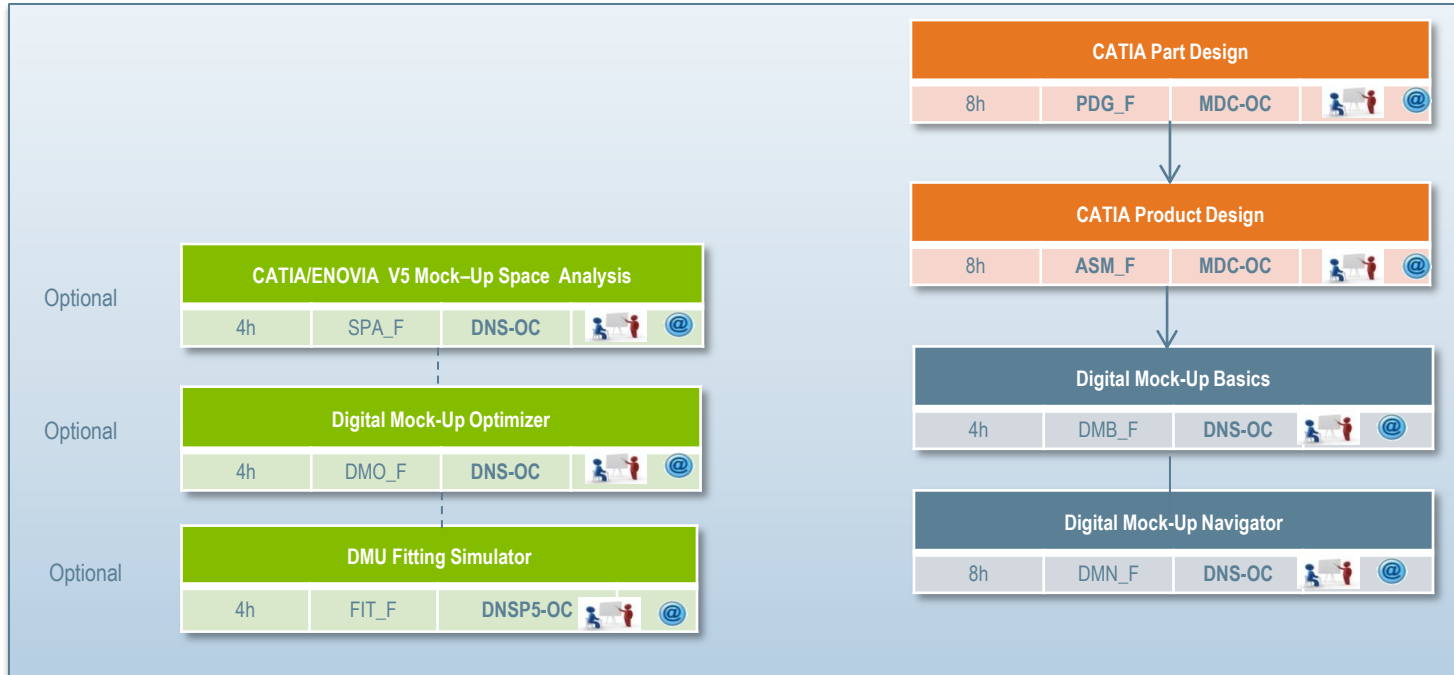 CATIA Part Design
8h PDG_F MDC-OC @
CATIA Product Design
8h ASM_F MDC-OC @
Optional
CATIA/ENOVIA V5 Mock–Up Space Analysis
4h SPA_F DNS-OC @
Digital Mock-Up Basics
4h DMB_F DNS-OC @
Optional
Digital Mock-Up Optimizer
4h DMO_F DNS-OC @
Digital Mock-Up Navigator
8h DMN_F DNS-OC @
Optional
DMU Fitting Simulator
4h FIT_F DNSP5-OC @